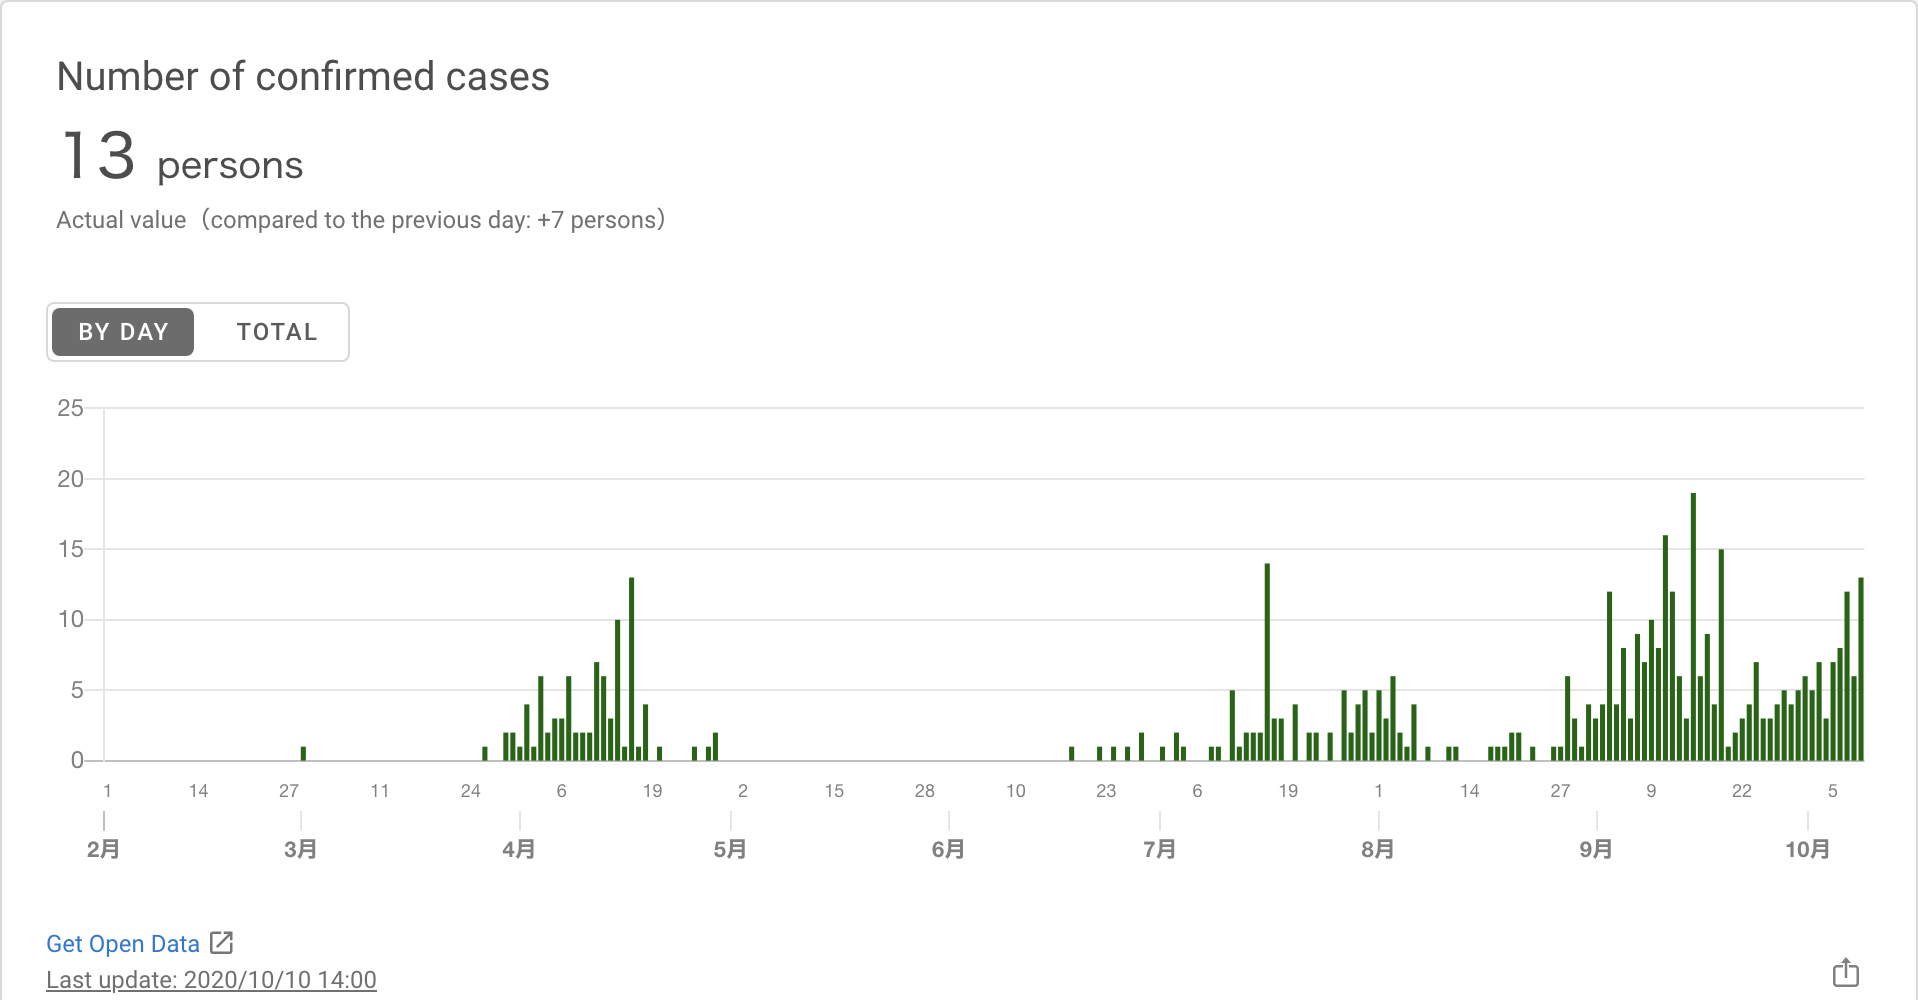 Number of confirmed cases
13 persons
Actual value（compared to the previous day: +7 persons）
BY DAY TOTAL
25
20
15
10
5
0
1 14 27 11 24 6 19 2 15 28 10 23 6 19 1 14 27 9 22 5
2月 3月 4月 5月 6月 7月 8月 9月 10月
Get Open Data
Last update: 2020/10/10 14:00